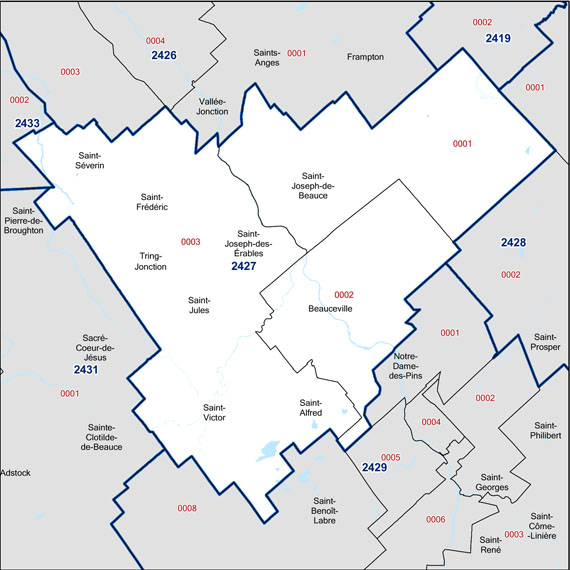 0002
2419
0004
2426
Saints-
Anges
0001
Frampton
0003
0001
0002
2433
Vallée-
Jonction
0001
Saint-
Séverin
Saint-
Joseph-de-
Beauce
Saint-
Frédéric
Saint-
Pierre-de-
Broughton
0003
Saint-
Joseph-des-
Érables
2427
2428
0002
Tring-
Jonction
0002
Beauceville
Saint-
Jules
0001
Saint-
Prosper
Sacré-
Coeur-de-
Jésus
2431
0001
Notre-
Dame-
des-Pins
0002
Saint-
Victor
Saint-
Alfred
0004
Sainte-
Clotilde-
de-Beauce
Saint-
Philibert
0005
2429
Adstock
Saint-
Georges
0008
Saint-
Benoît-
Labre
0006
Saint-
René
0003
Saint-
Côme-
-Linière